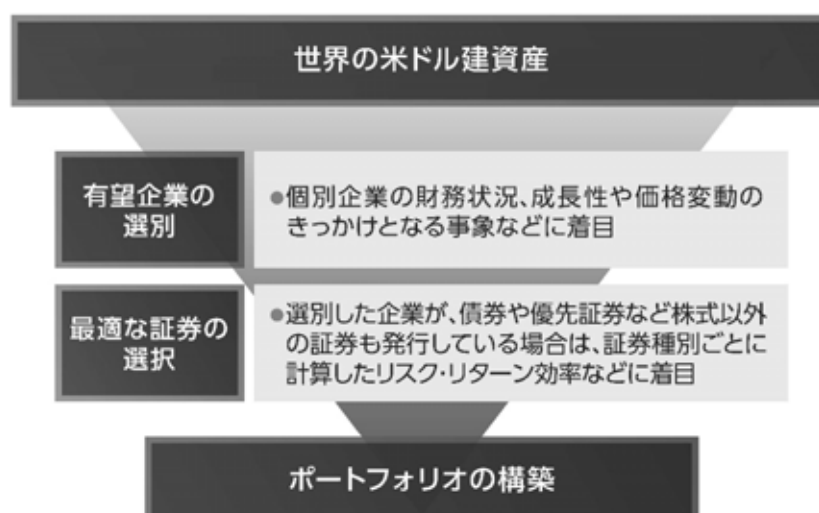 世界の米ドル建資産
有望企業の
選別
●個別企業の財務状況、成長性や価格変動の
きっかけとなる事象などに着目
最適な証券の
選択
●選別した企業が、債券や優先証券など株式以外
の証券も発行している場合は、証券種別ごとに
計算したリスク・リターン効率などに着目
ポートフォリオの構築